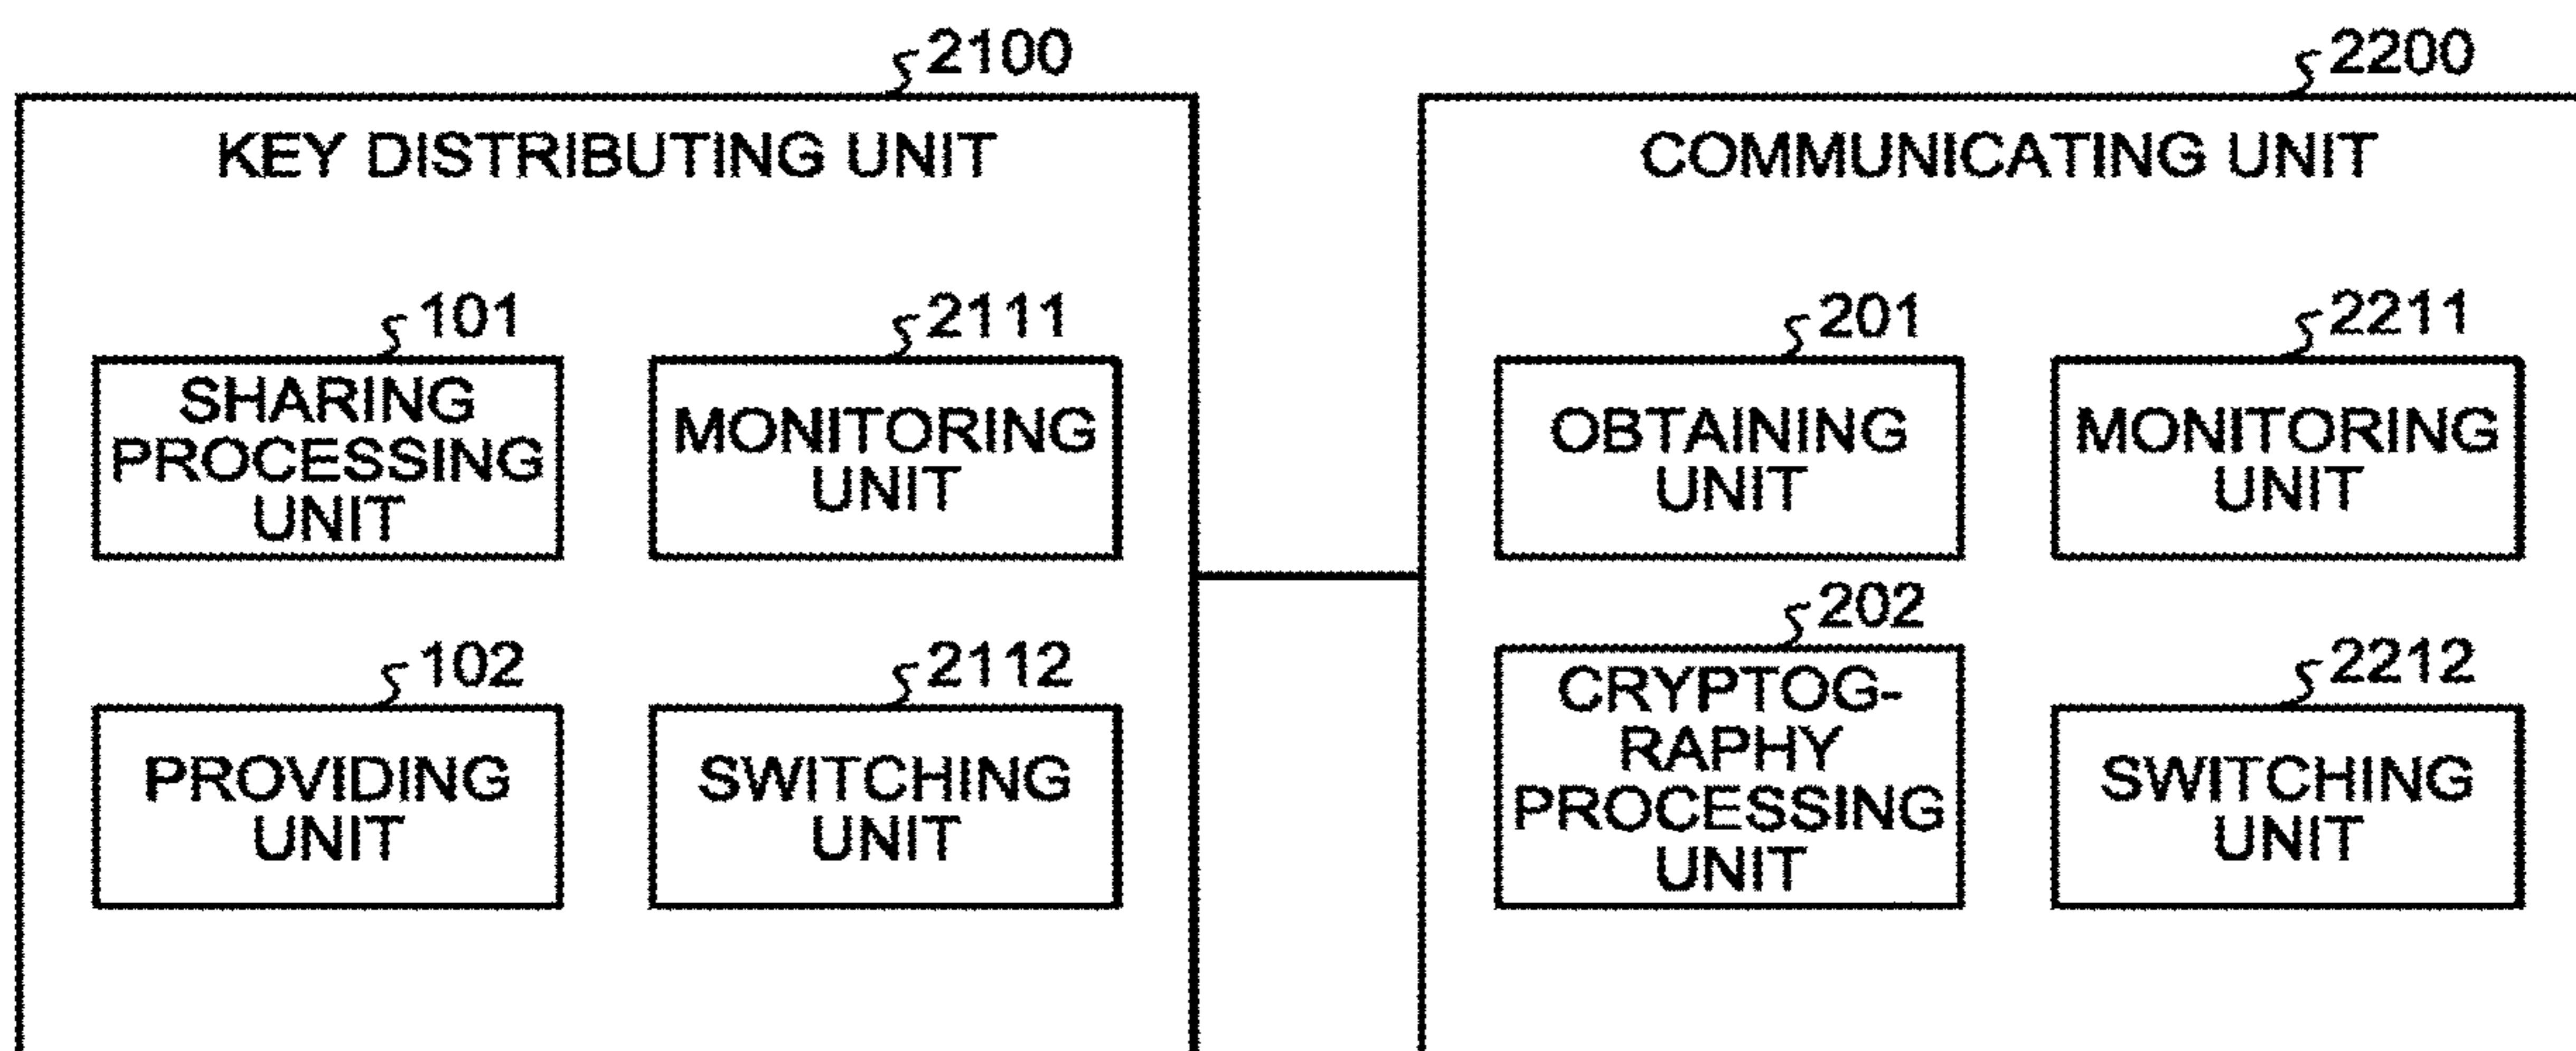 2100
KEY DISTRIBUTING UNIT
101
SHARING
PROCESSING
UNIT
2111
MONITORING
UNIT
102
PROVIDING
UNIT
2112
SWITCHING
UNIT
2200
COMMUNICATING UNIT
201
OBTAINING
UNIT
2211
MONITORING
UNIT
202
CRYPTOG-
RAPHY
PROCESSING
UNIT
2212
SWITCHING
UNIT